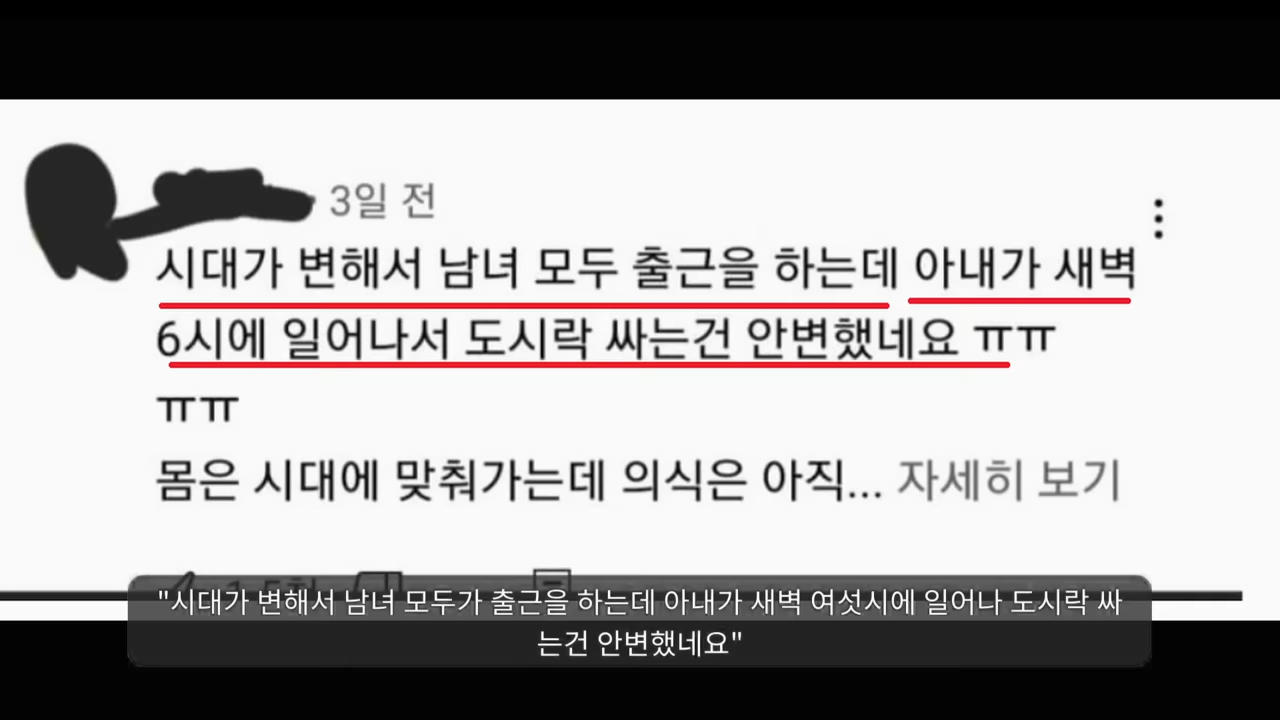 3일 전
시대가 변해서 남녀 모두 출근을 하는데 아내가 새벽
6시에 일어나서 도시락 싸는건 안변했네요 ㅠㅠ
ㅠㅠ
몸은 시대에 맞춰가는데 의식은 아직... 자세히 보기
"시대가 변해서 남녀 모두가 출근을 하는데 아내가 새벽 여섯시에 일어나 도시락 싸
는건 안변했네요"